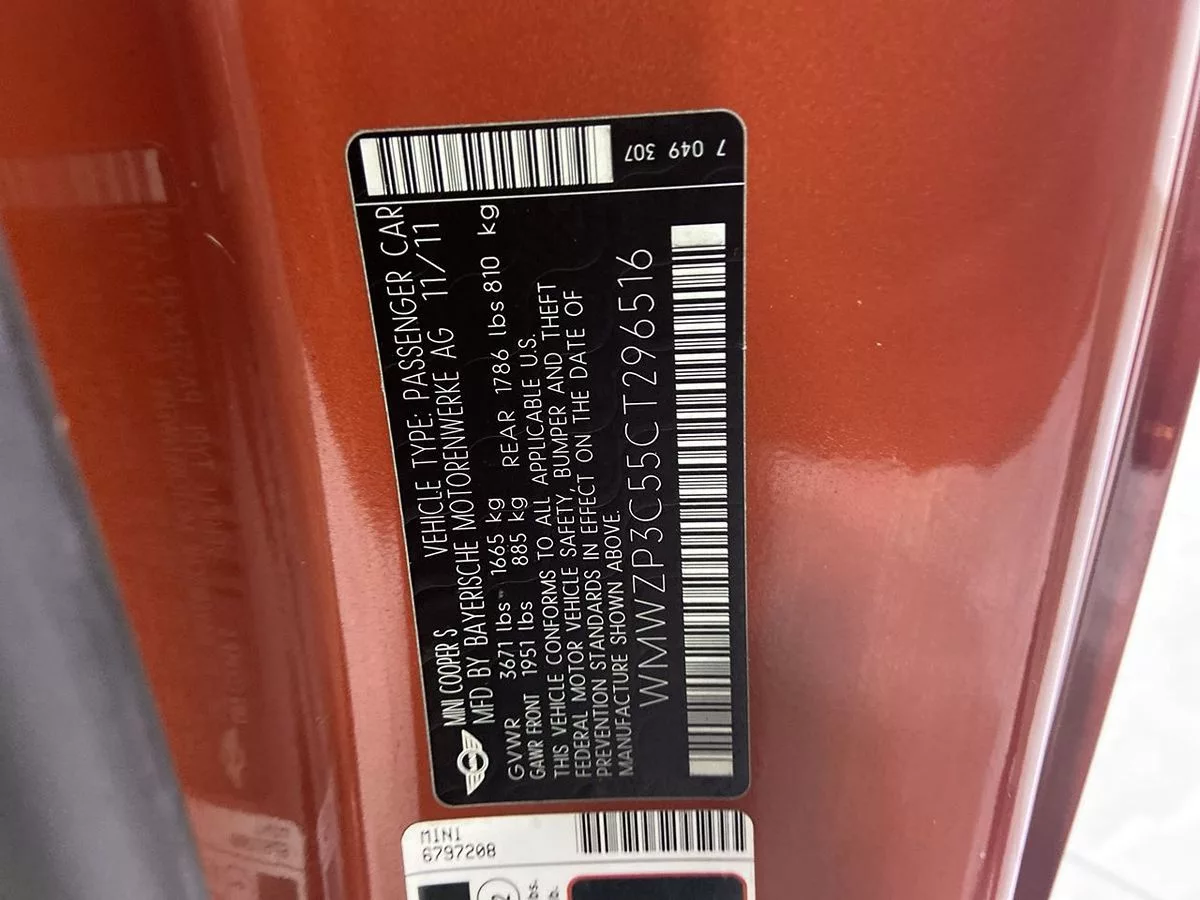 MINI COOPER S VEHICLE TYPE: PASSENGER CAR
MFD BY BAYERISCHE MOTORENWERKE AG 11/11
GVWR 3671 lbs 1665 kg
GAWR FRONT 1951 lbs 885 kg REAR 1786 lbs 810 kg
THIS VEHICLE CONFORMS TO ALL APPLICABLE U.S.
FEDERAL MOTOR VEHICLE SAFETY, BUMPER AND THEFT
PREVENTION STANDARDS IN EFFECT ON THE DATE OF
MANUFACTURE SHOWN ABOVE.
WMWZP3C55CT296516
7 049 307
MINI
6797208
2
lbs.
lb.